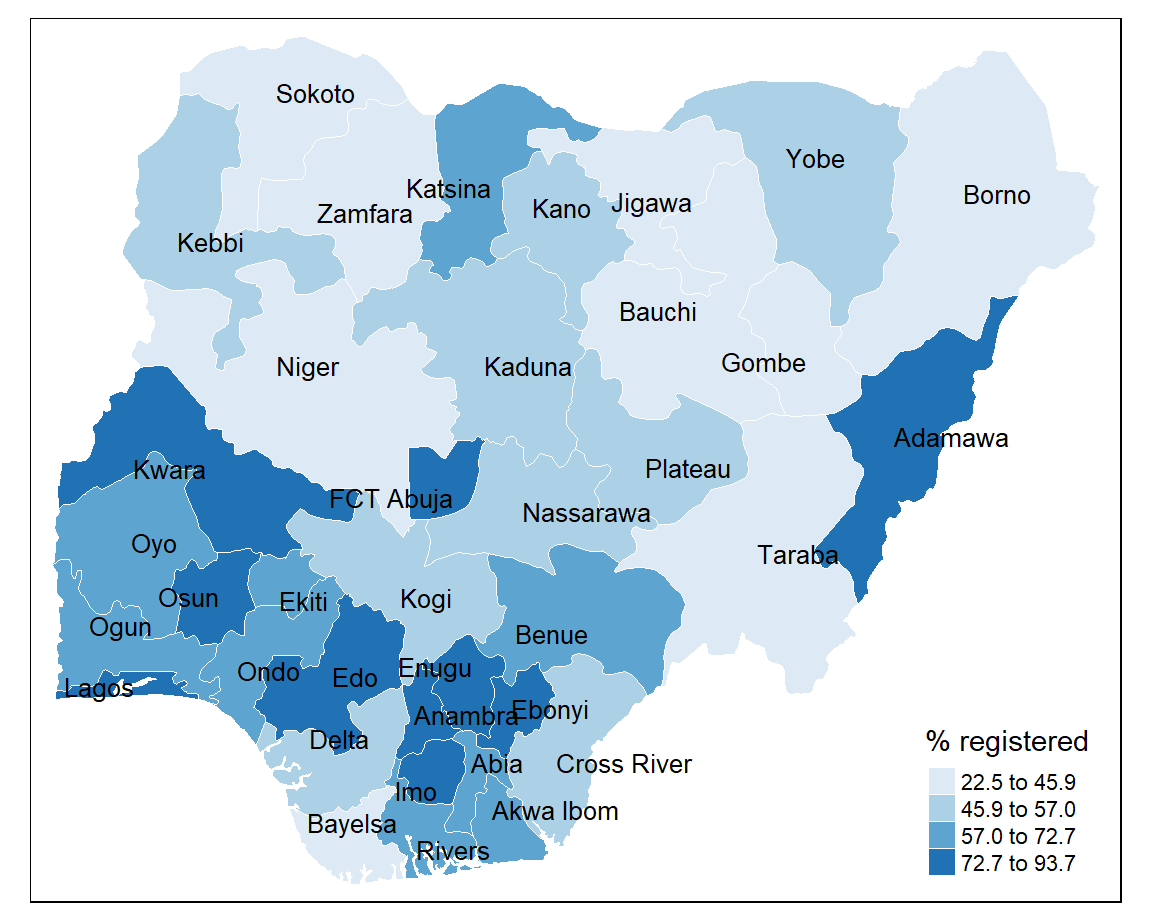 Sokoto
Yobe
Katsina
Borno
Kano
Jigawa
Zamfara
Kebbi
Bauchi
Niger
Kaduna
Gombe
Adamawa
Kwara
Plateau
FCT Abuja
Nassarawa
Oyo
Taraba
Osun
Ekiti
Kogi
Ogun
Benue
Ondo
Edo
Enugu
Lagos
Anambra
Ebonyi
Delta
Abia
Cross River
Imo
Akwa Ibom
Bayelsa
Rivers
% registered
22.5 to 45.9
45.9 to 57.0
57.0 to 72.7
72.7 to 93.7